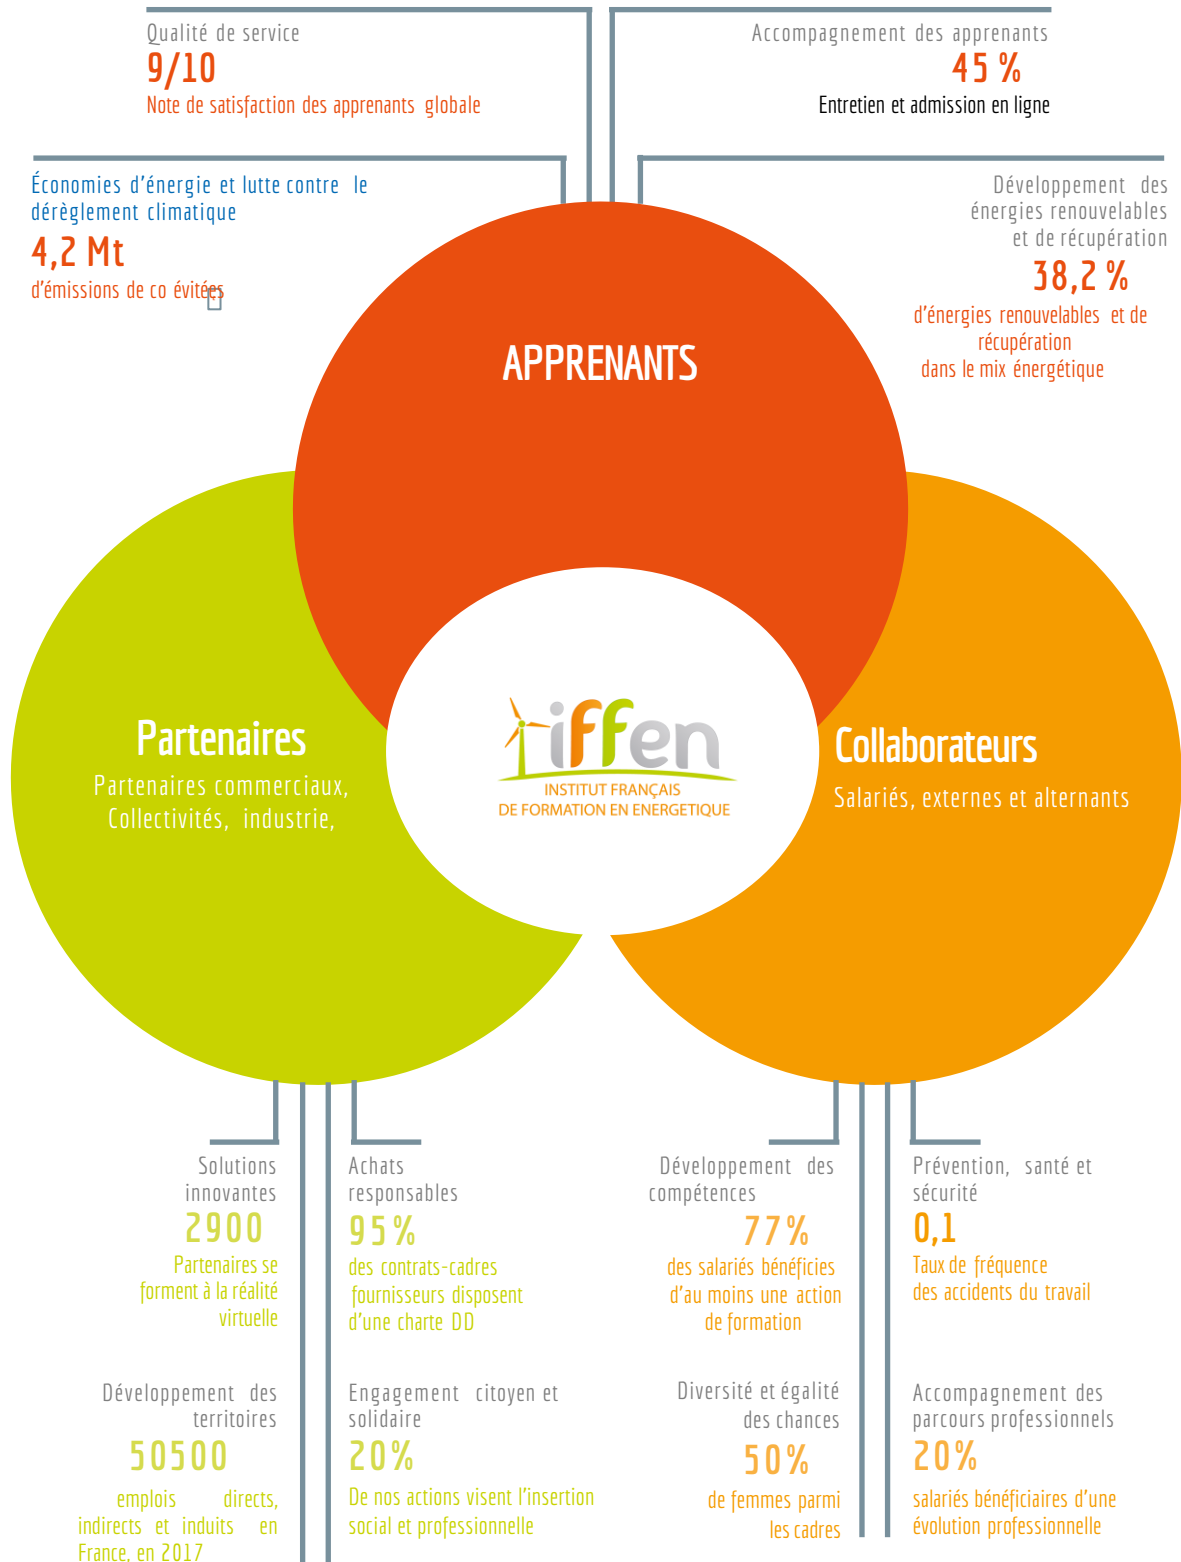 Qualité de service
9/10
Note de satisfaction des apprenants globale
Accompagnement des apprenants
45 %
Entretien et admission en ligne
Économies d'énergie et lutte contre le
dérèglement climatique
4,2 Mt
d'émissions de co évitées
Développement des
énergies renouvelables
et de récupération
38,2 %
d'énergies renouvelables et de
récupération
dans le mix énergétique
APPRENANTS
Partenaires
Partenaires commerciaux,
Collectivités, industrie,
iffen
INSTITUT FRANÇAIS
DE FORMATION EN ENERGETIQUE
Collaborateurs
Salariés, externes et alternants
Solutions
innovantes
2900
Partenaires se
forment à la réalité
virtuelle
Achats
responsables
95%
des contrats-cadres
fournisseurs disposent
d'une charte DD
Développement des
compétences
77%
des salariés bénéficies
d'au moins une action
de formation
Prévention, santé et
sécurité
0,1
Taux de fréquence
des accidents du travail
Développement des
territoires
50500
emplois directs,
indirects et induits en
France, en 2017
Engagement citoyen et
solidaire
20%
De nos actions visent l'insertion
social et professionnelle
Diversité et égalité
des chances
50%
de femmes parmi
les cadres
Accompagnement des
parcours professionnels
20%
salariés bénéficiaires d'une
évolution professionnelle